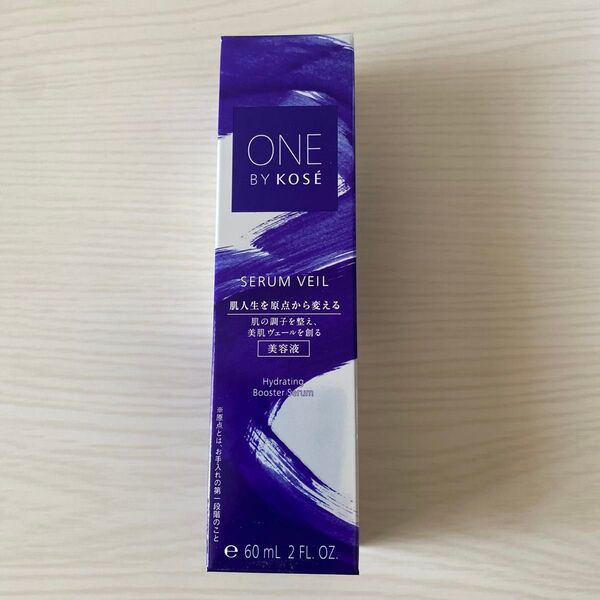 ONE
BY KOSÉ
SERUM VEIL
肌人生を原点から変える
肌の調子を整え、
美肌ヴェールを創る
美容液
Hydrating
Booster Serum
※原点とは、お手入れの第一段階のこと
e 60 mL 2 FL. OZ.